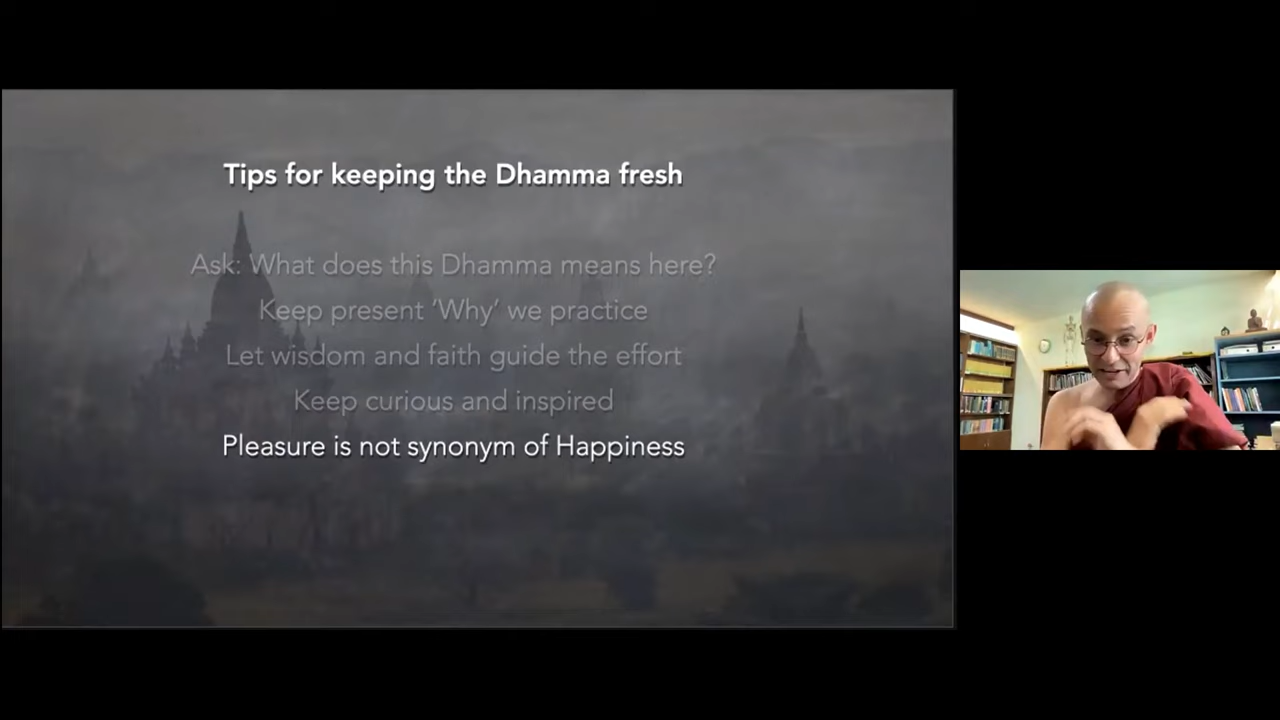 Tips for keeping the Dhamma fresh
Ask: What does this Dhamma means here?
Keep present ‘Why’ we practice
Let wisdom and faith guide the effort
Keep curious and inspired
Pleasure is not synonym of Happiness